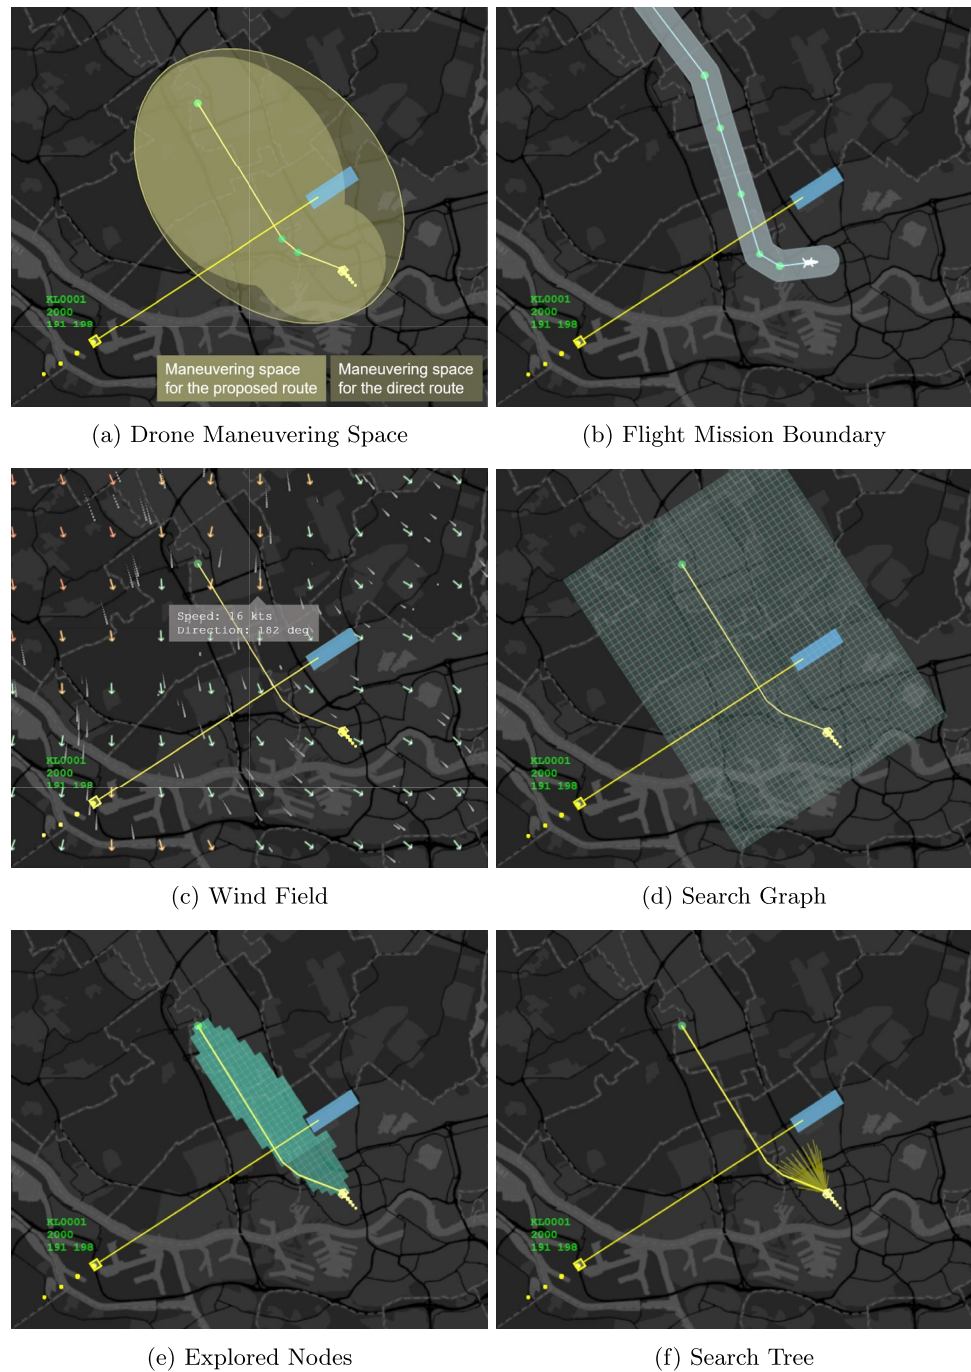 KL0001
2000
191 198
Maneuvering space
for the proposed route
Maneuvering space
for the direct route
(a) Drone Maneuvering Space
KL0001
2000
191 198
(b) Flight Mission Boundary
Speed: 16 kts
Direction: 182 deg
KL0001
2000
191 198
(c) Wind Field
KL0001
2000
191 198
(d) Search Graph
KL0001
2000
191 198
(e) Explored Nodes
KL0001
2000
191 198
(f) Search Tree